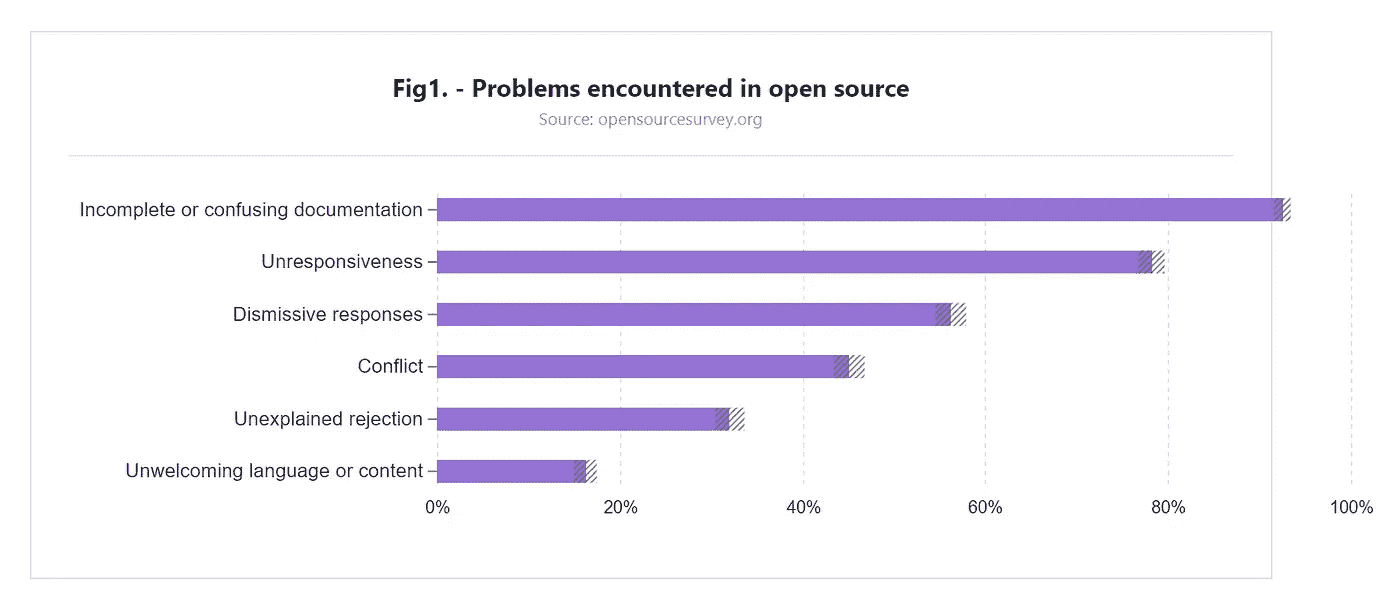 Fig1. - Problems encountered in open source
Source: opensourcesurvey.org
Incomplete or confusing documentation
Unresponsiveness
Dismissive responses
Conflict
Unexplained rejection
Unwelcoming language or content
0% 20% 40% 60% 80% 100%